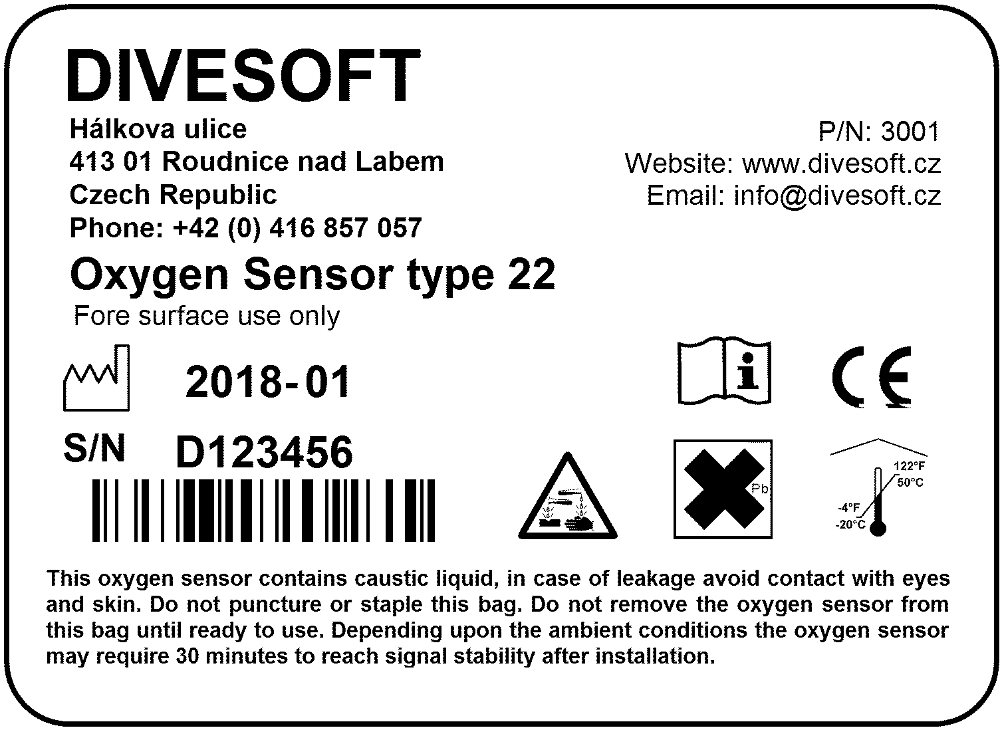 DIVESOFT
Hálkova ulice
413 01 Roudnice nad Labem
Czech Republic
Phone: +42 (0) 416 857 057
P/N: 3001
Website: www.divesoft.cz
Email: info@divesoft.cz
Oxygen Sensor type 22
Fore surface use only
2018-01
i
CE
S/N D123456
Pb
122°F
50°C
-4°F
-20°C
This oxygen sensor contains caustic liquid, in case of leakage avoid contact with eyes
and skin. Do not puncture or staple this bag. Do not remove the oxygen sensor from
this bag until ready to use. Depending upon the ambient conditions the oxygen sensor
may require 30 minutes to reach signal stability after installation.